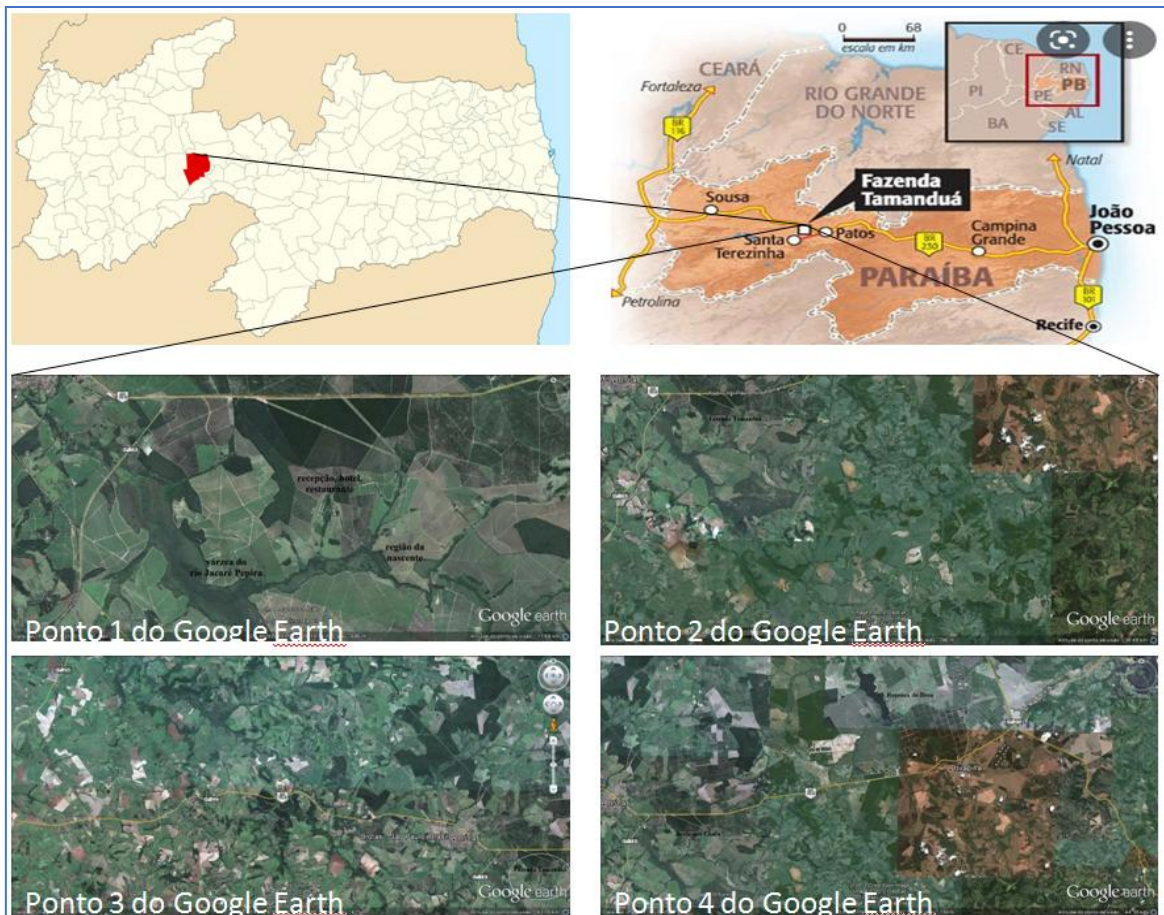 0 68
escala em km
CEARÁ
Fortaleza
BR
116
RIO GRANDE
DO NORTE
CE
RN
PB
PI
PE
AL
BA
SE
Natal
Fazenda
Tamanduá
Sousa
Santa
Terezinha
Patos
BR
230
Campina
Grande
João
Pessoa
PARAÍBA
Petrolina
BR
101
Recife
recepção, hotel,
restaurante
região da
nascente
várzea do
rio Jacaré Pepira
Google earth
Ponto 1 do Google Earth
Google earth
Ponto 2 do Google Earth
Google earth
Ponto 3 do Google Earth
Google earth
Ponto 4 do Google Earth